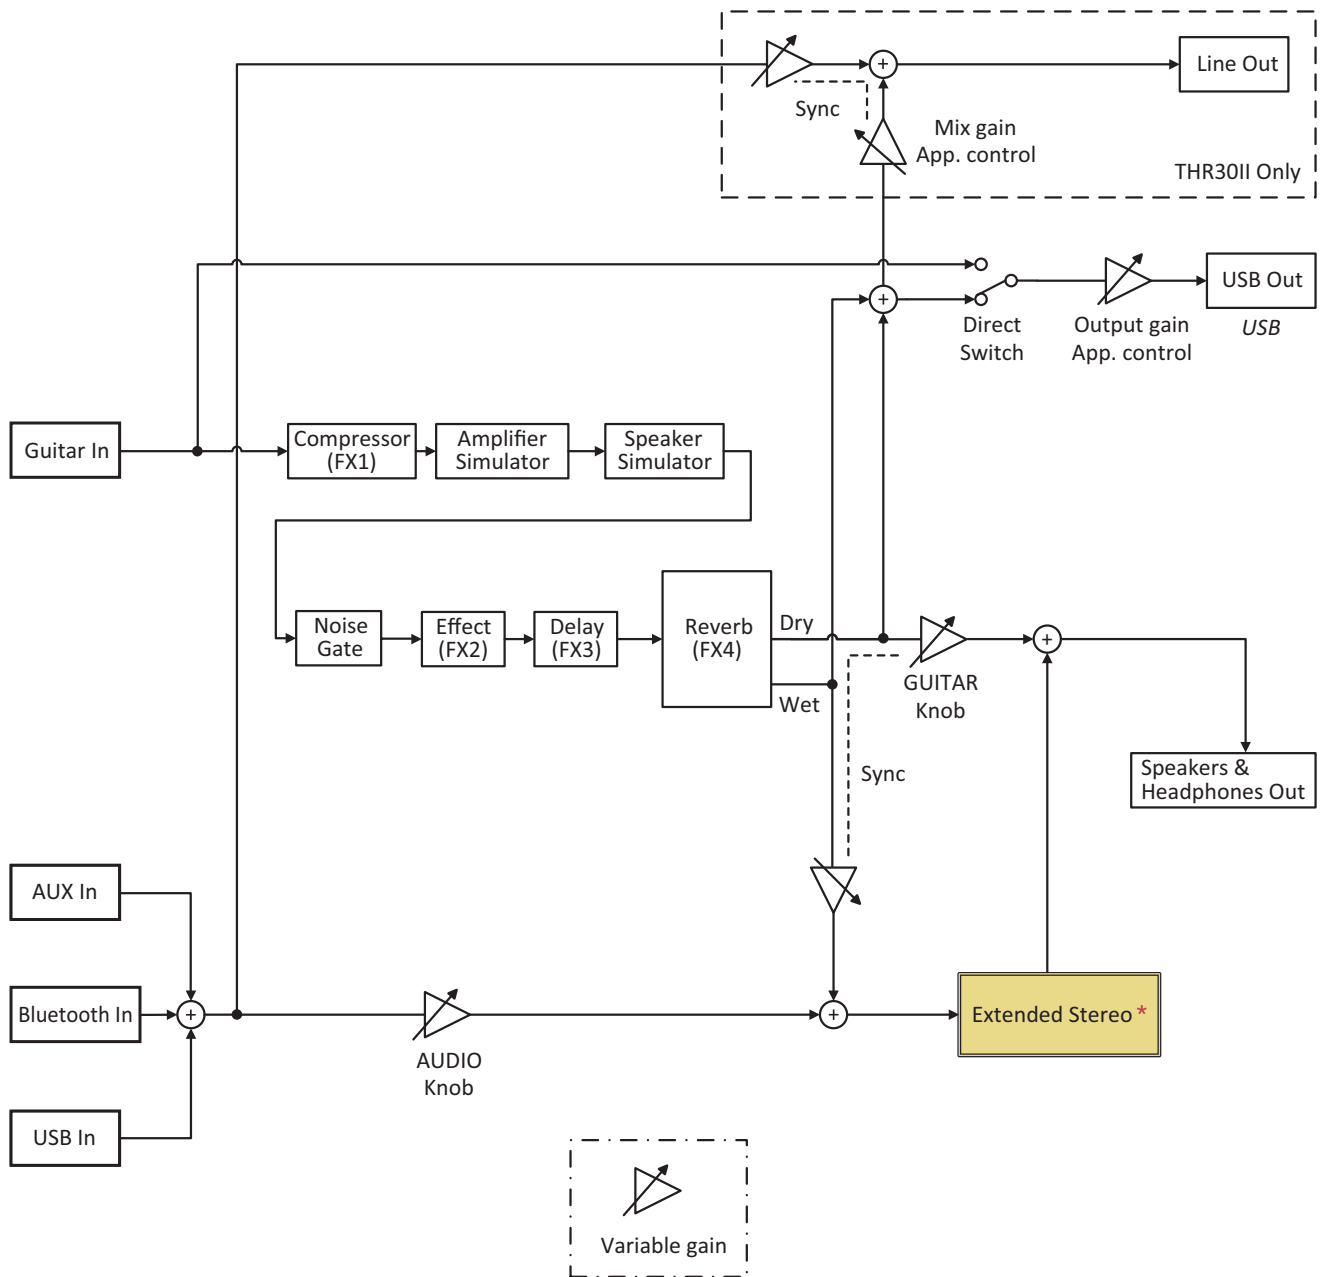 Line Out
Sync
Mix gain
App. control
THR30II Only
USB Out
USB
Direct
Switch
Output gain
App. control
Guitar In
Compressor
(FX1)
Amplifier
Simulator
Speaker
Simulator
Noise
Gate
Effect
(FX2)
Delay
(FX3)
Reverb
(FX4)
Dry
Wet
GUITAR
Knob
Sync
Speakers &
Headphones Out
AUX In
Bluetooth In
USB In
AUDIO
Knob
Extended Stereo*
Variable gain